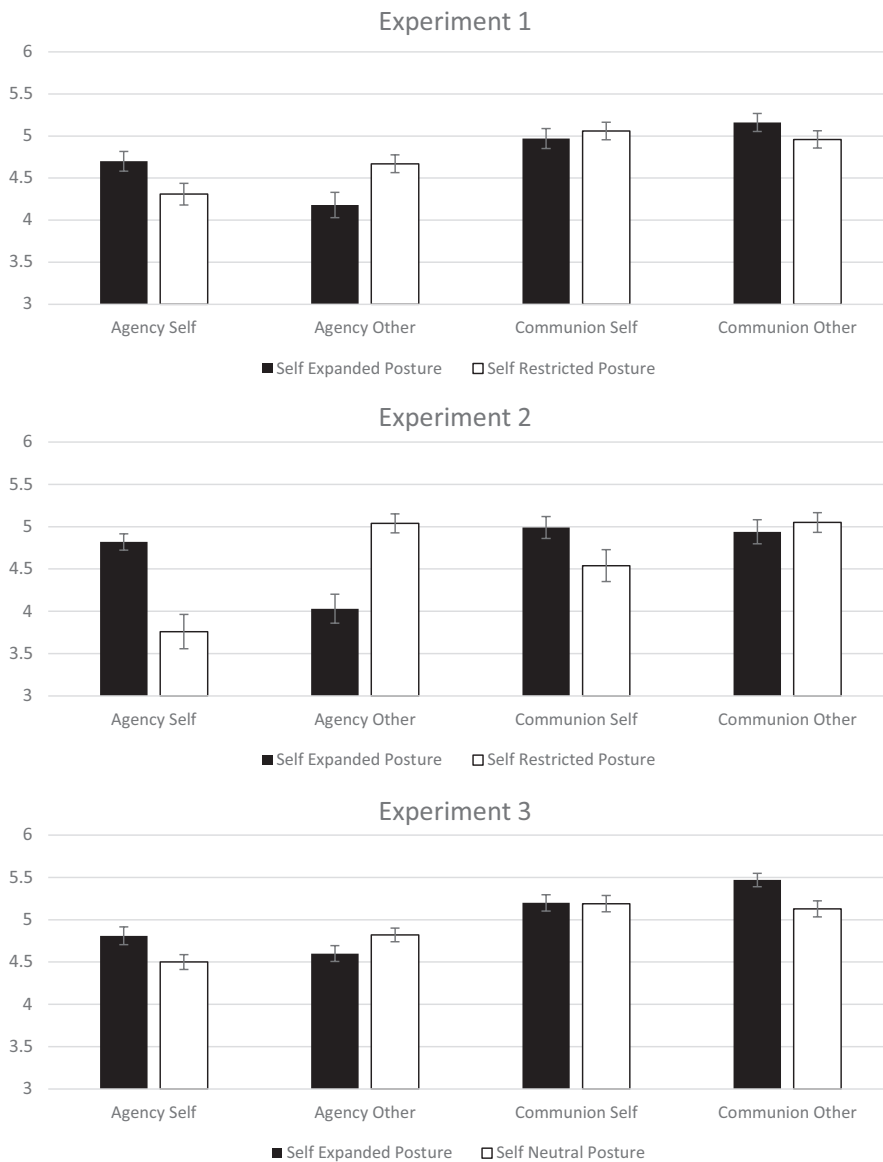 Experiment 1
6
5.5
5
4.5
4
3.5
3
Agency Self Agency Other Communion Self Communion Other
Self Expanded Posture Self Restricted Posture
Experiment 2
6
5.5
5
4.5
4
3.5
3
Agency Self Agency Other Communion Self Communion Other
Self Expanded Posture Self Restricted Posture
Experiment 3
6
5.5
5
4.5
4
3.5
3
Agency Self Agency Other Communion Self Communion Other
Self Expanded Posture Self Neutral Posture